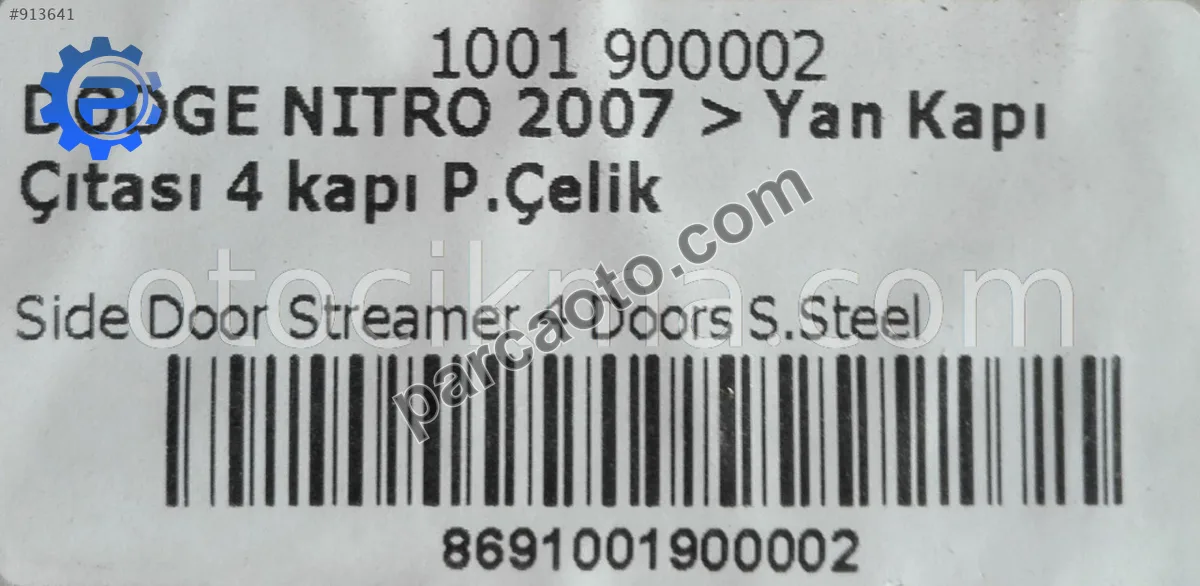 #913641
1001 900002
DODGE NITRO 2007 > Yan Kapı
Çıtası 4 kapı P.Çelik
parcaoto.com
otocikma.com
Side Door Streamer 4 Doors S.Steel
8691001900002